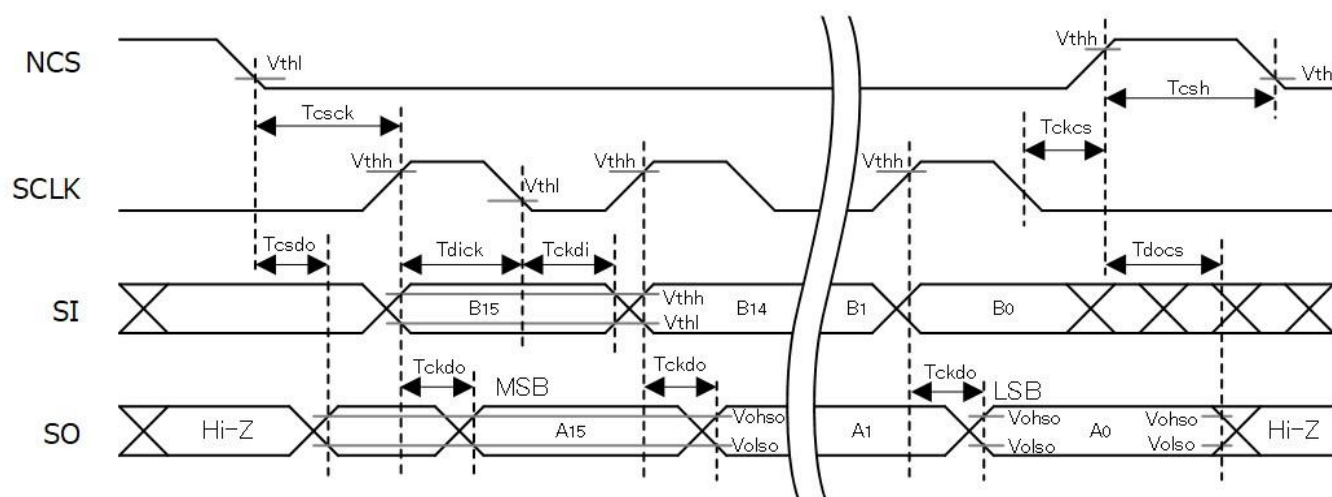 NCS
Vthl
Vthh
Vth
Tcsck
Tcsh
Tckcs
SCLK
Vthh
Vthl
Vthh
Vthh
Tcsdo
Tdick
Tckdi
Tdocs
SI
B15
Vthh
Vthl
B14
B1
B0
Tckdo
MSB
Tckdo
Tckdo
LSB
SO
Hi-Z
A15
Vohso
Volso
A1
Vohso
Volso
A0
Vohso
Volso
Hi-Z